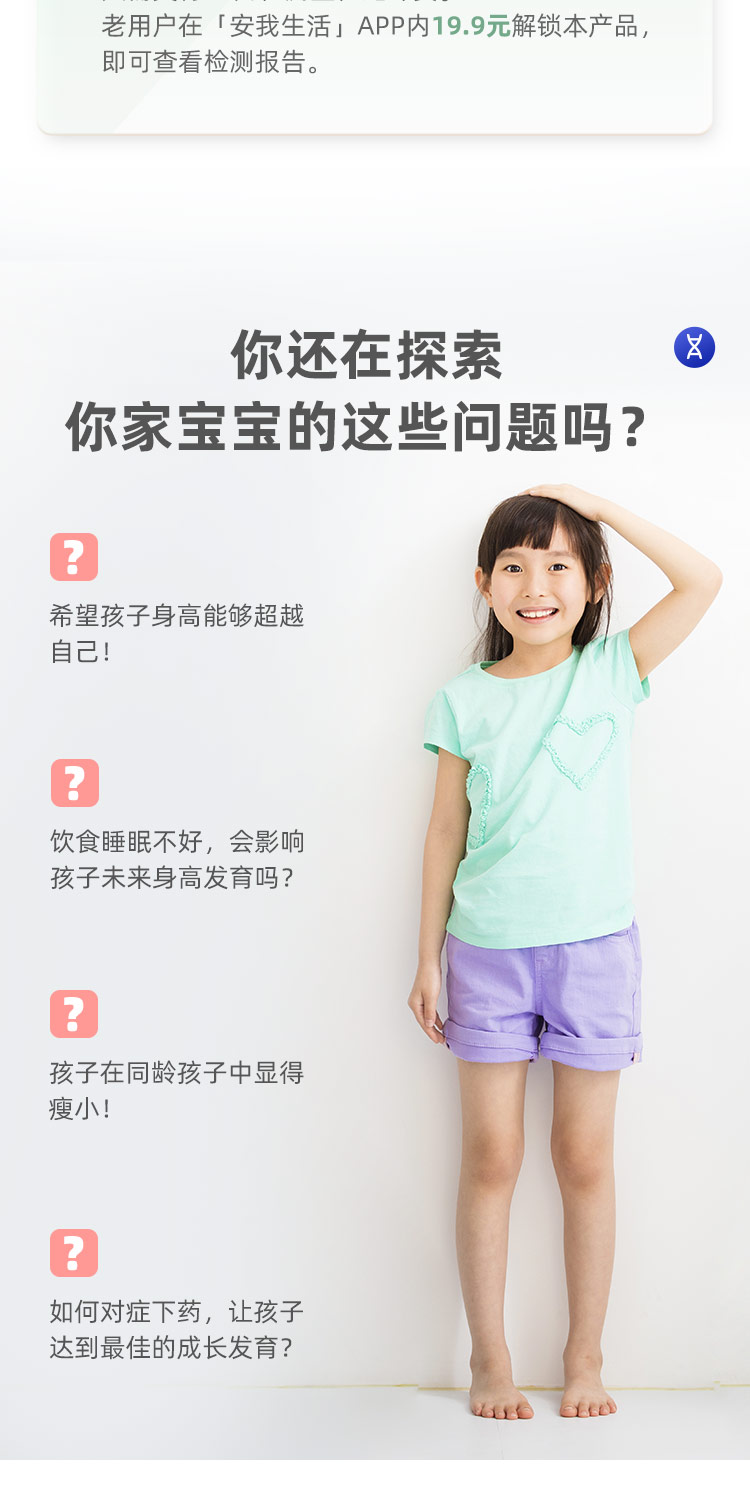 老用户在「安我生活」APP内19.9元解锁本产品，
即可查看检测报告。
你还在探索
你家宝宝的这些问题吗？
?
希望孩子身高能够超越
自己！
?
饮食睡眠不好，会影响
孩子未来身高发育吗？
?
孩子在同龄孩子中显得
瘦小！
?
如何对症下药，让孩子
达到最佳的成长发育？